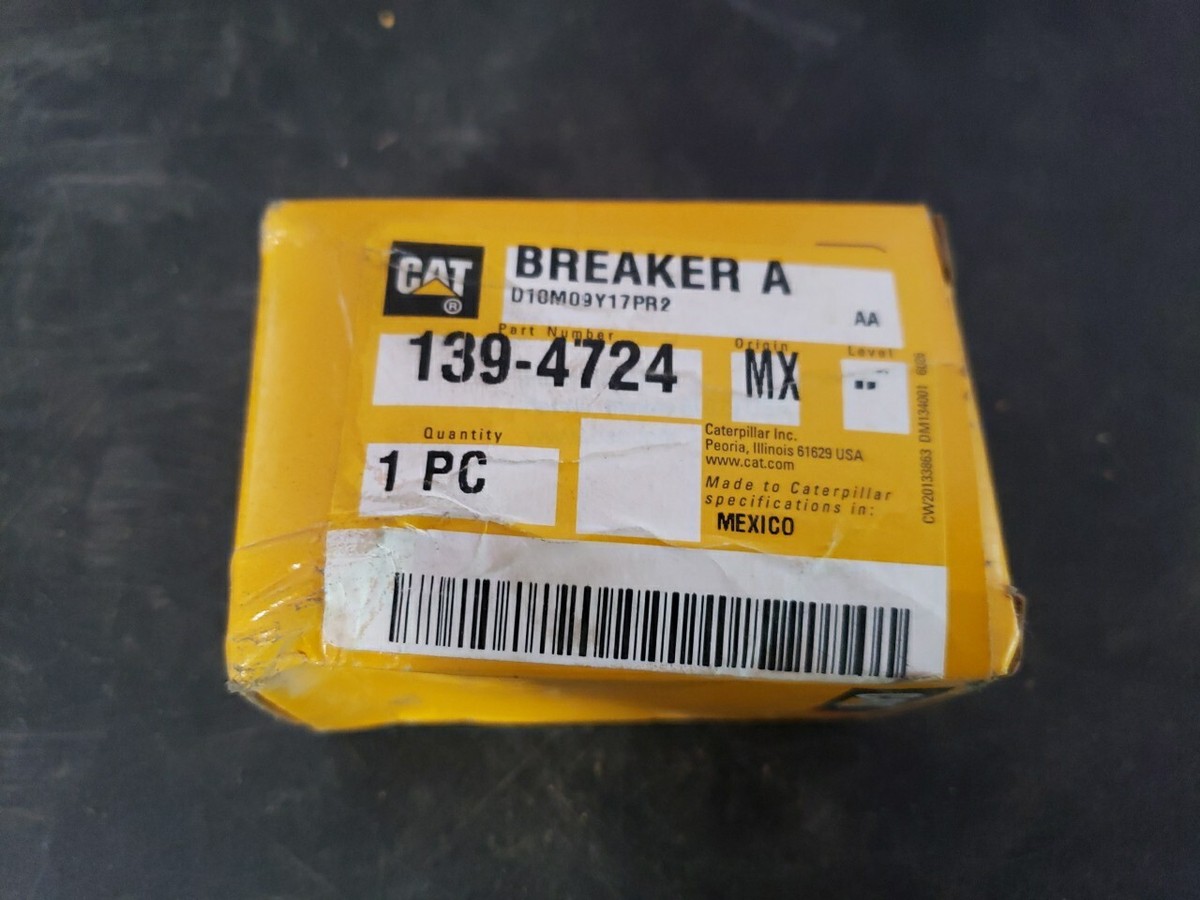 CAT
®
BREAKER A
D10M09Y17PR2
AA
Part Number
139-4724
Origin
MX
Level
"
Quantity
1 PC
Caterpillar Inc.
Peoria, Illinois 61629 USA
www.cat.com
Made to Caterpillar
specifications in:
MEXICO
CW20133863 DM134001